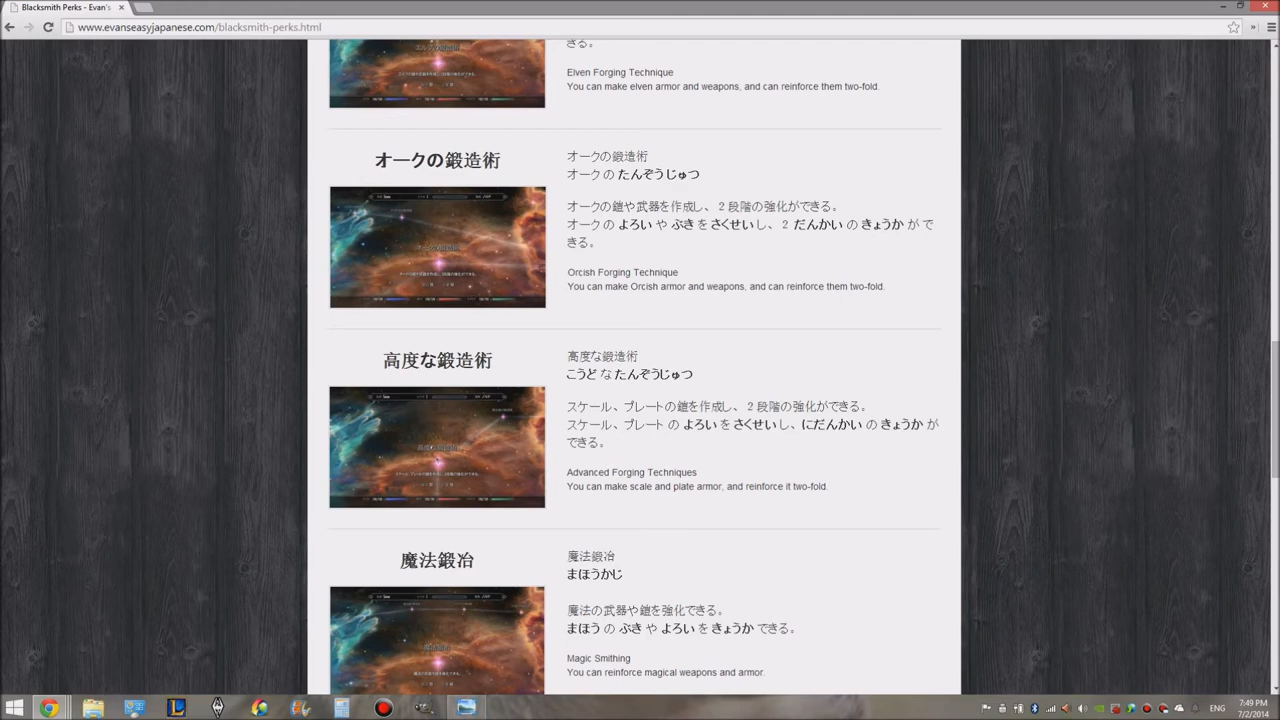 Blacksmith Perks - Evan's
www.evanseasyjapanese.com/blacksmith-perks.html
きる。
Elven Forging Technique
You can make elven armor and weapons, and can reinforce them two-fold.
オークの鍛造術
オークの鍛造術
オーク の たんぞうじゅつ
オークの鎧や武器を作成し、２段階の強化ができる。
オーク の よろい や ぶき を さくせい し、 2 だんかい の きょうか が で
きる。
Orcish Forging Technique
You can make Orcish armor and weapons, and can reinforce them two-fold.
高度な鍛造術
高度な鍛造術
こうど な たんぞうじゅつ
スケール、プレートの鎧を作成し、２段階の強化ができる。
スケール、プレート の よろい を さくせい し、 にだんかい の きょうか が
できる。
Advanced Forging Techniques
You can make scale and plate armor, and reinforce it two-fold.
魔法鍛冶
魔法鍛冶
まほうかじ
魔法の武器や鎧を強化できる。
まほう の ぶき や よろい を きょうか できる。
Magic Smithing
You can reinforce magical weapons and armor.
ENG
7:49 PM
7/2/2014